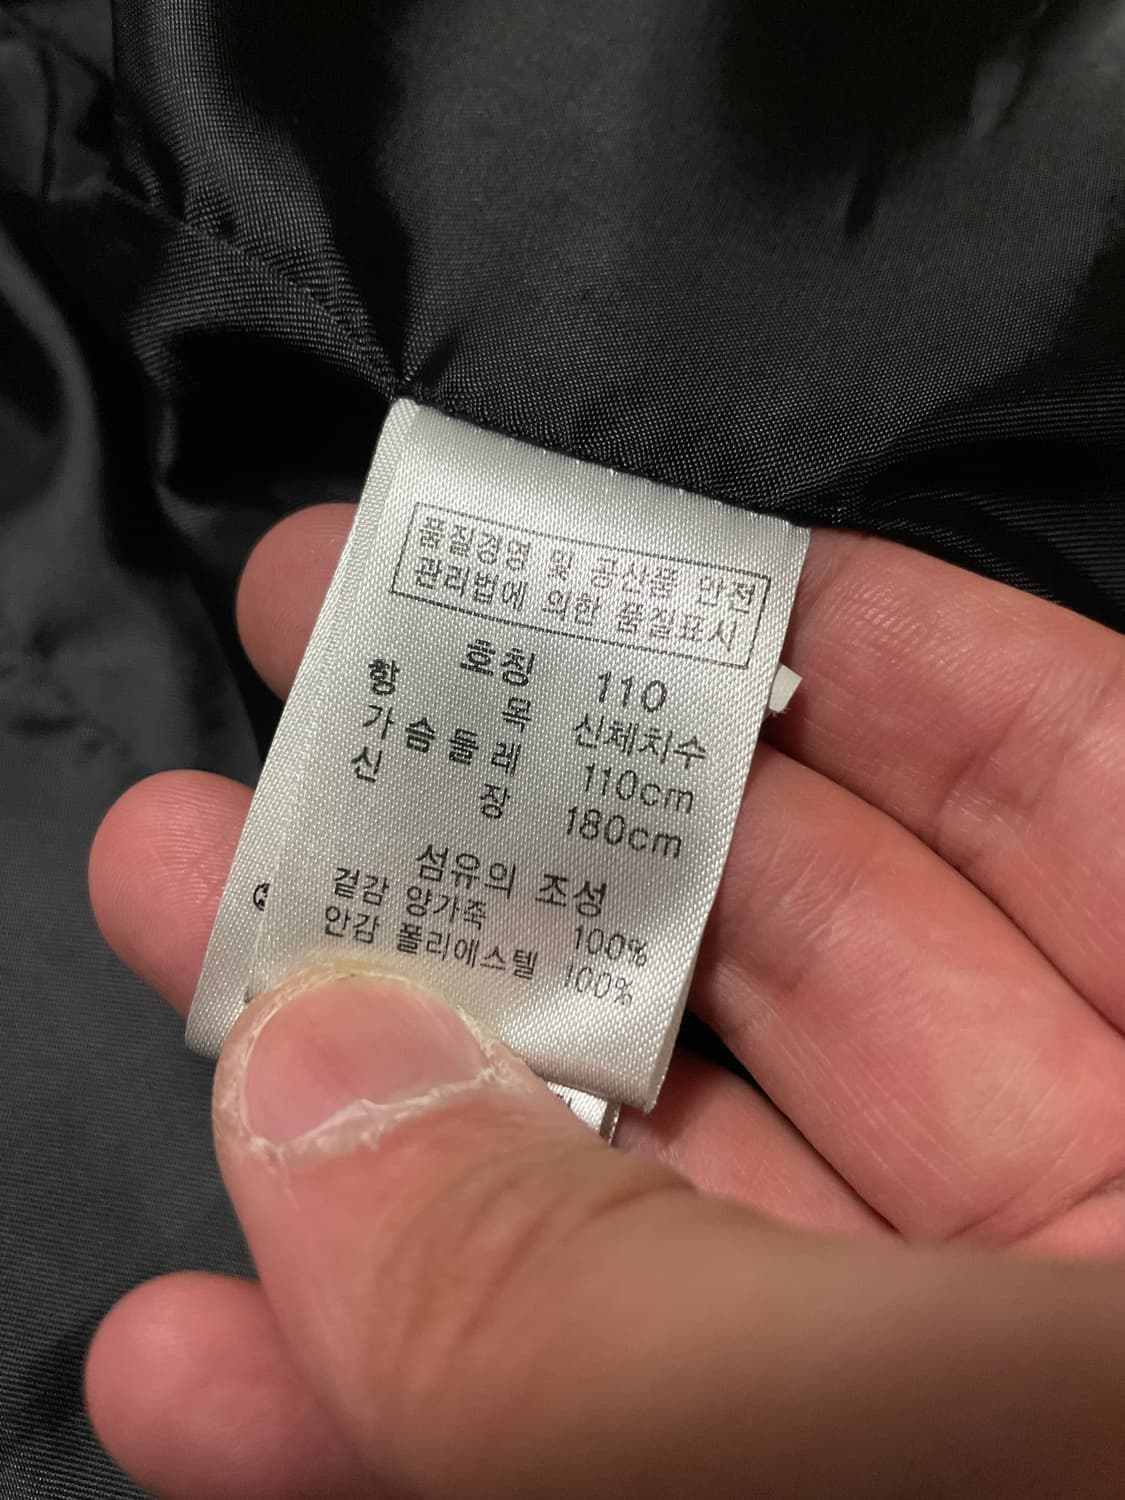 품질경영 및 공산품 안전
관리법에 의한 품질표시
호칭 110
항 목 신체치수
가슴둘레 110cm
신 장 180cm
섬유의 조성
겉감 양가죽 100%
안감 폴리에스텔 100%